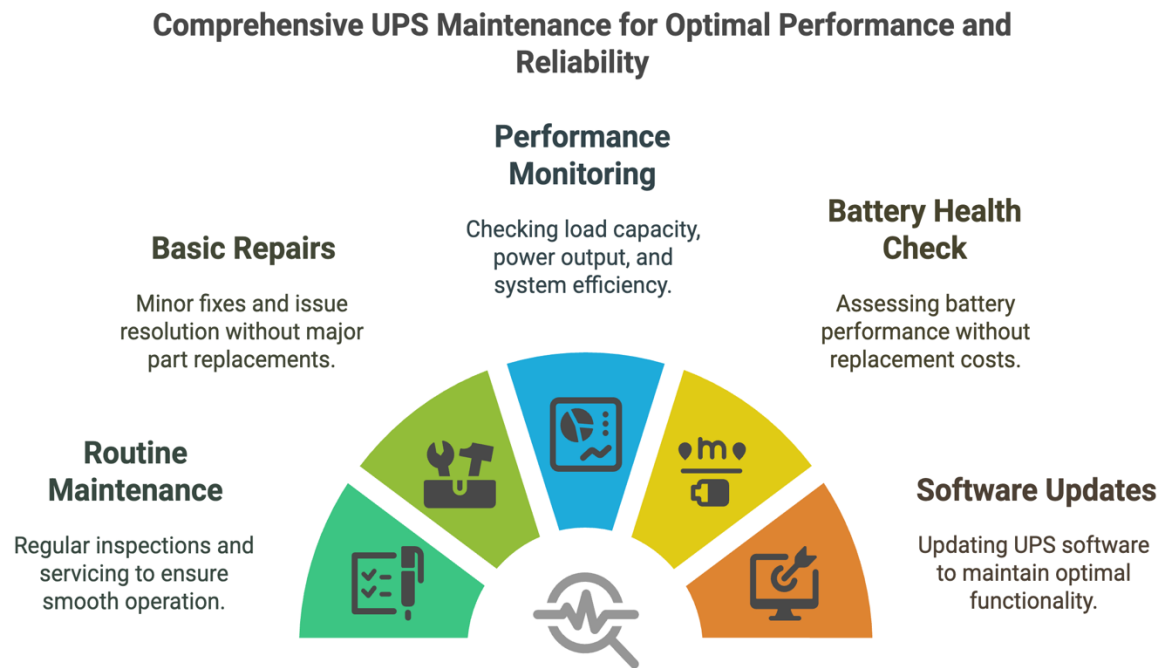 Comprehensive UPS Maintenance for Optimal Performance and
Reliability
Performance
Monitoring
Checking load capacity,
power output, and
system efficiency.
Battery Health
Check
Assessing battery
performance without
replacement costs.
Basic Repairs
Minor fixes and issue
resolution without major
part replacements.
Routine
Maintenance
Regular inspections and
servicing to ensure
smooth operation.
Software Updates
Updating UPS software
to maintain optimal
functionality.
m